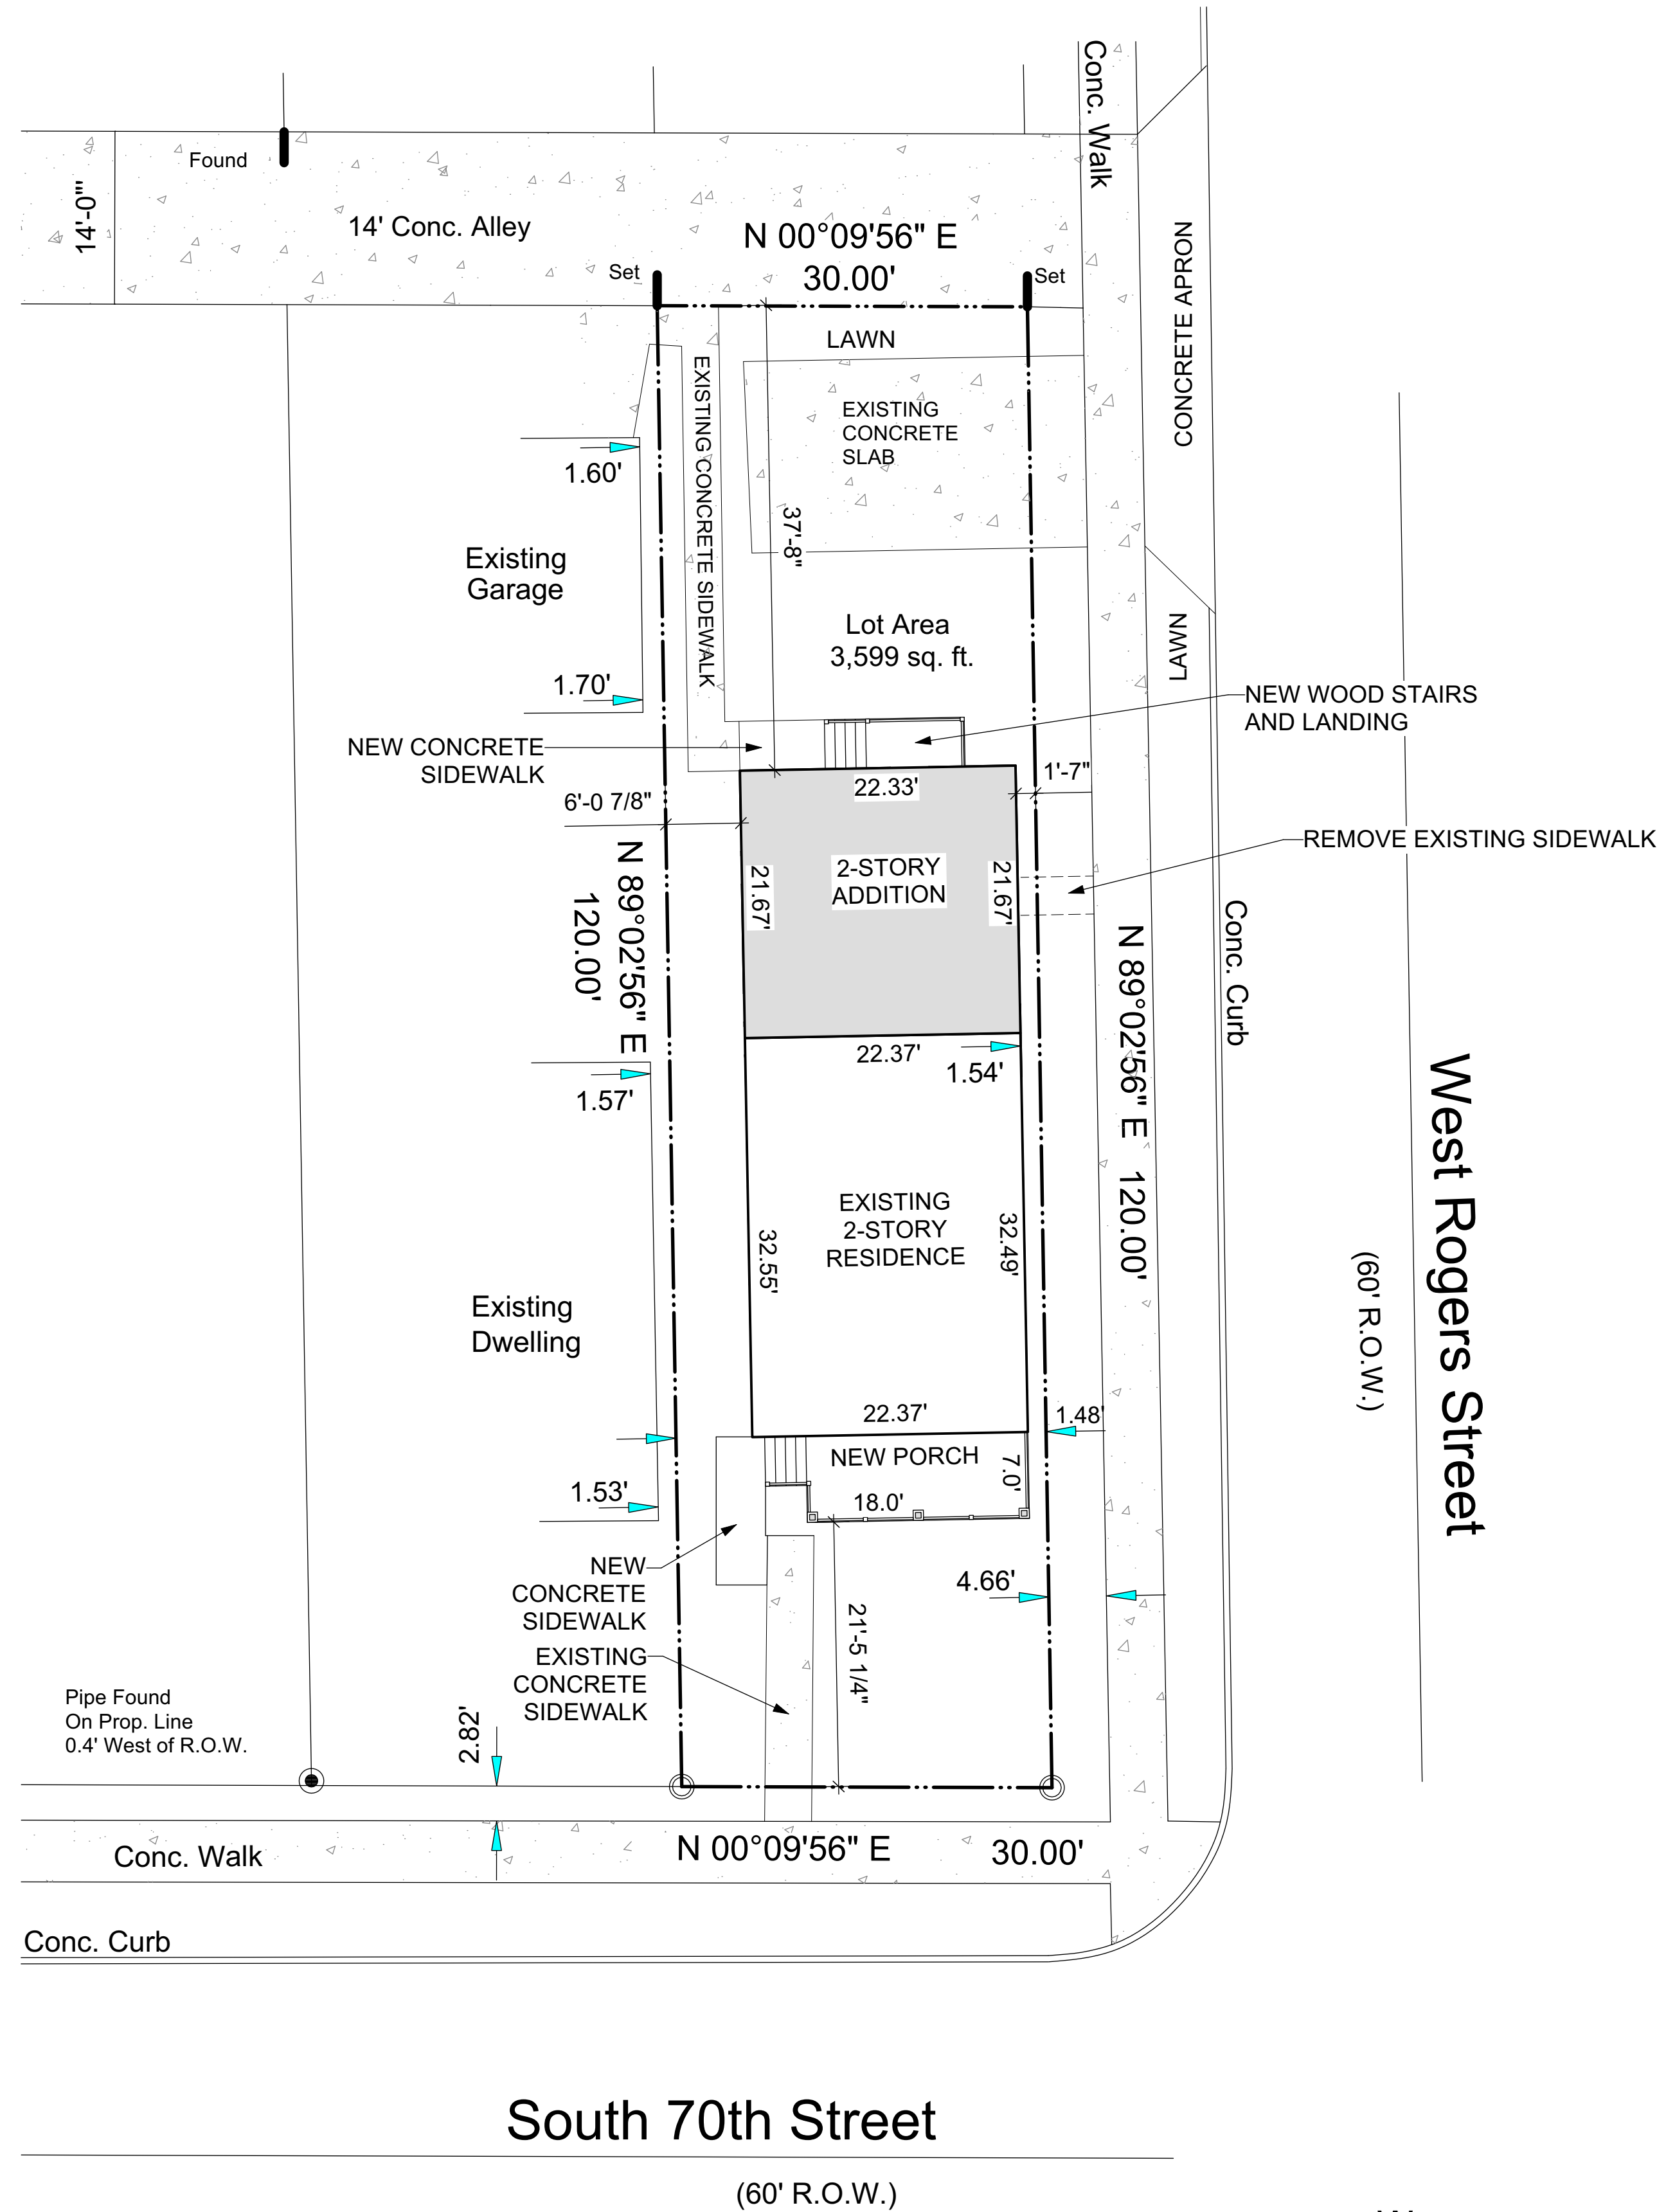 Conc. Walk
Found
14'-0"'
14' Conc. Alley
N 00°09'56" E
30.00'
Set
Set
CONCRETE APRON
LAWN
EXISTING CONCRETE SIDEWALK
EXISTING
CONCRETE
SLAB
1.60'
37'-8"
Existing
Garage
Lot Area
3,599 sq. ft.
LAWN
1.70'
NEW WOOD STAIRS
AND LANDING
NEW CONCRETE
SIDEWALK
1'-7"
22.33'
6'-0 7/8"
REMOVE EXISTING SIDEWALK
2-STORY
ADDITION
21.67'
21.67'
N 89°02'56" E
120.00'
Conc. Curb
N 89°02'56" E 120.00'
22.37'
1.54'
1.57'
West Rogers Street
(60' R.O.W.)
EXISTING
2-STORY
RESIDENCE
32.55'
32.49'
Existing
Dwelling
22.37'
1.48'
NEW PORCH
7.0'
18.0'
1.53'
NEW
CONCRETE
SIDEWALK
4.66'
21'-5 1/4"
EXISTING
CONCRETE
SIDEWALK
Pipe Found
On Prop. Line
0.4' West of R.O.W.
2.82'
N 00°09'56" E
30.00'
Conc. Walk
Conc. Curb
South 70th Street
(60' R.O.W.)